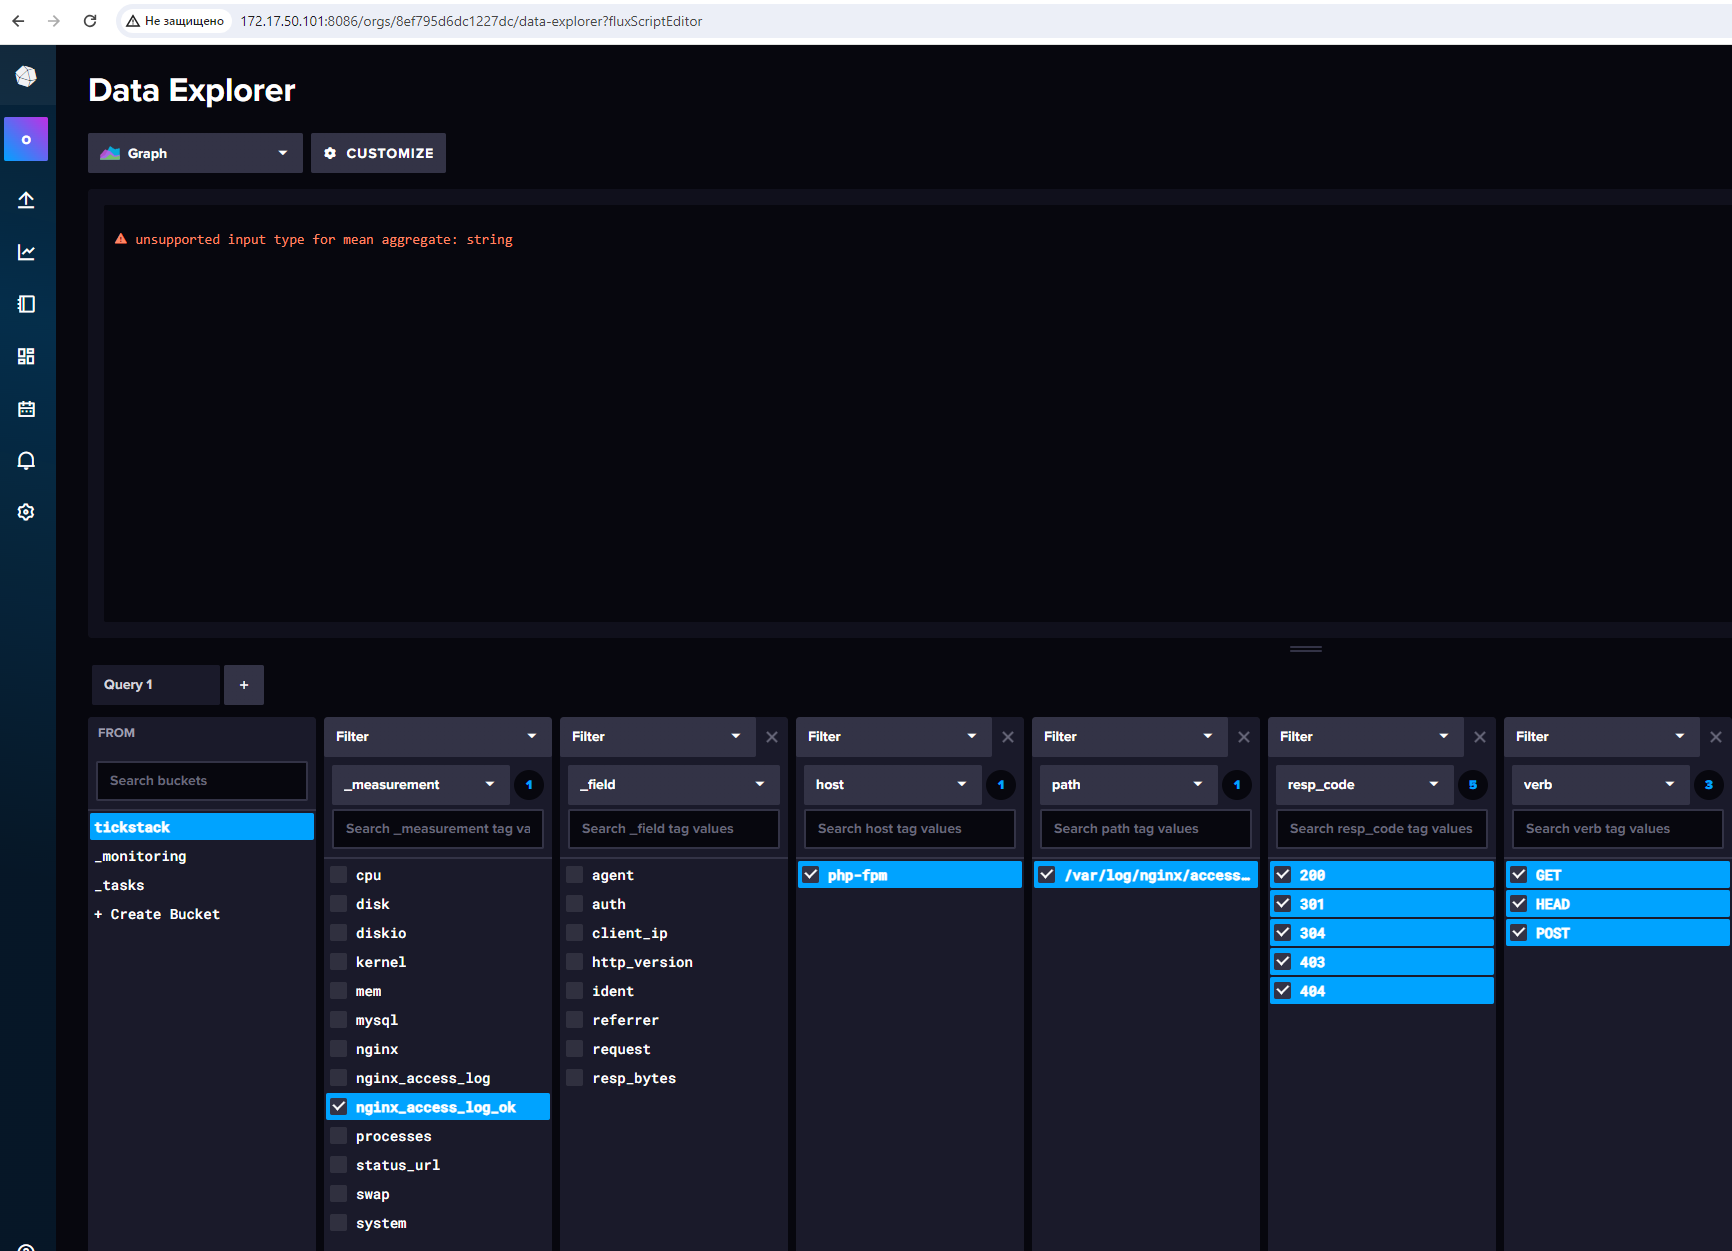 Не защищено 172.17.50.101:8086/orgs/8ef795d6dc1227dc/data-explorer?fluxScriptEditor
Data Explorer
Graph CUSTOMIZE
unsupported input type for mean aggregate: string
Query 1 +
FROM
Search buckets
tickstack
_monitoring
_tasks
+ Create Bucket
Filter
_measurement 1
Search _measurement tag va
cpu
disk
diskio
kernel
mem
mysql
nginx
nginx_access_log
nginx_access_log_ok
processes
status_url
swap
system
Filter
_field
Search _field tag values
agent
auth
client_ip
http_version
ident
referrer
request
resp_bytes
Filter
host 1
Search host tag values
php-fpm
Filter
path 1
Search path tag values
/var/log/nginx/access…
Filter
resp_code 5
Search resp_code tag values
200
301
304
403
404
Filter
verb 3
Search verb tag values
GET
HEAD
POST